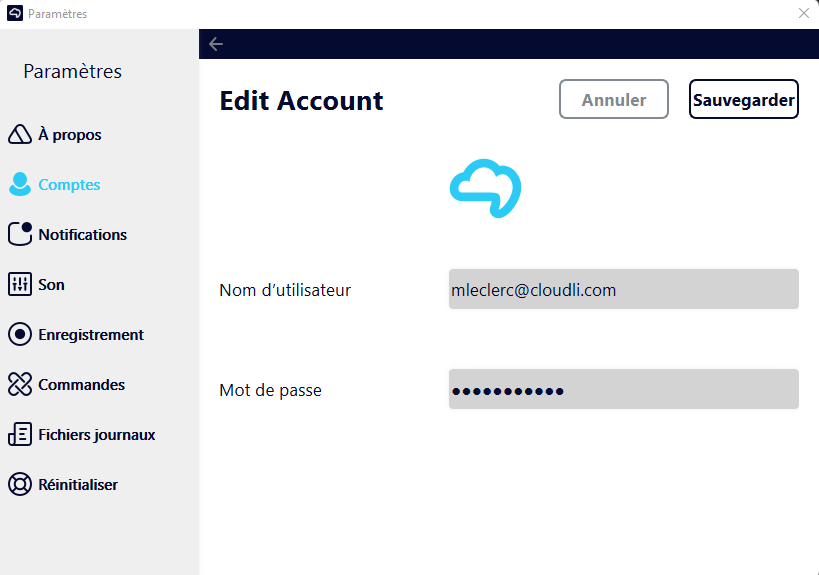 Paramètres
Paramètres
À propos
Comptes
Notifications
Son
Enregistrement
Commandes
Fichiers journaux
Réinitialiser
Edit Account
Annuler
Sauvegarder
Nom d’utilisateur
mleclerc@cloudli.com
Mot de passe
●●●●●●●●●●●